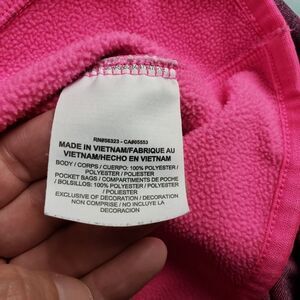 RN#56323 - CA#05553
MADE IN VIETNAM/FABRIQUE AU
VIETNAM/HECHO EN VIETNAM
BODY / CORPS / CUERPO: 100% POLYESTER/
POLYESTER / POLIESTER
POCKET BAGS / COMPARTIMENTS DE POCHE
/ BOLSILLOS: 100% POLYESTER/POLYESTER
/ POLIESTER
EXCLUSIVE OF DECORATION / DECORATION
NON COMPRISE / NO INCLUYE LA
DECORACION